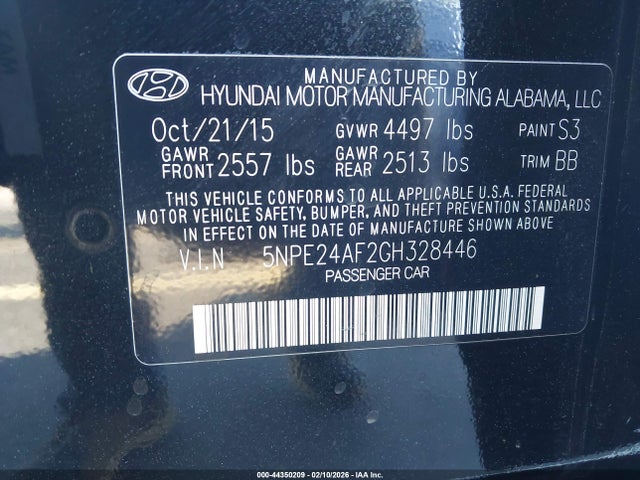 MANUFACTURED BY
HYUNDAI MOTOR MANUFACTURING ALABAMA, LLC
Oct/21/15 GVWR 4497 lbs PAINT S3
GAWR FRONT 2557 lbs GAWR REAR 2513 lbs TRIM BB
THIS VEHICLE CONFORMS TO ALL APPLICABLE U.S.A. FEDERAL
MOTOR VEHICLE SAFETY, BUMPER, AND THEFT PREVENTION STANDARDS
IN EFFECT ON THE DATE OF MANUFACTURE SHOWN ABOVE.
V.I.N 5NPE24AF2GH328446
PASSENGER CAR
000-44350209 - 02/10/2026 - IAA Inc.